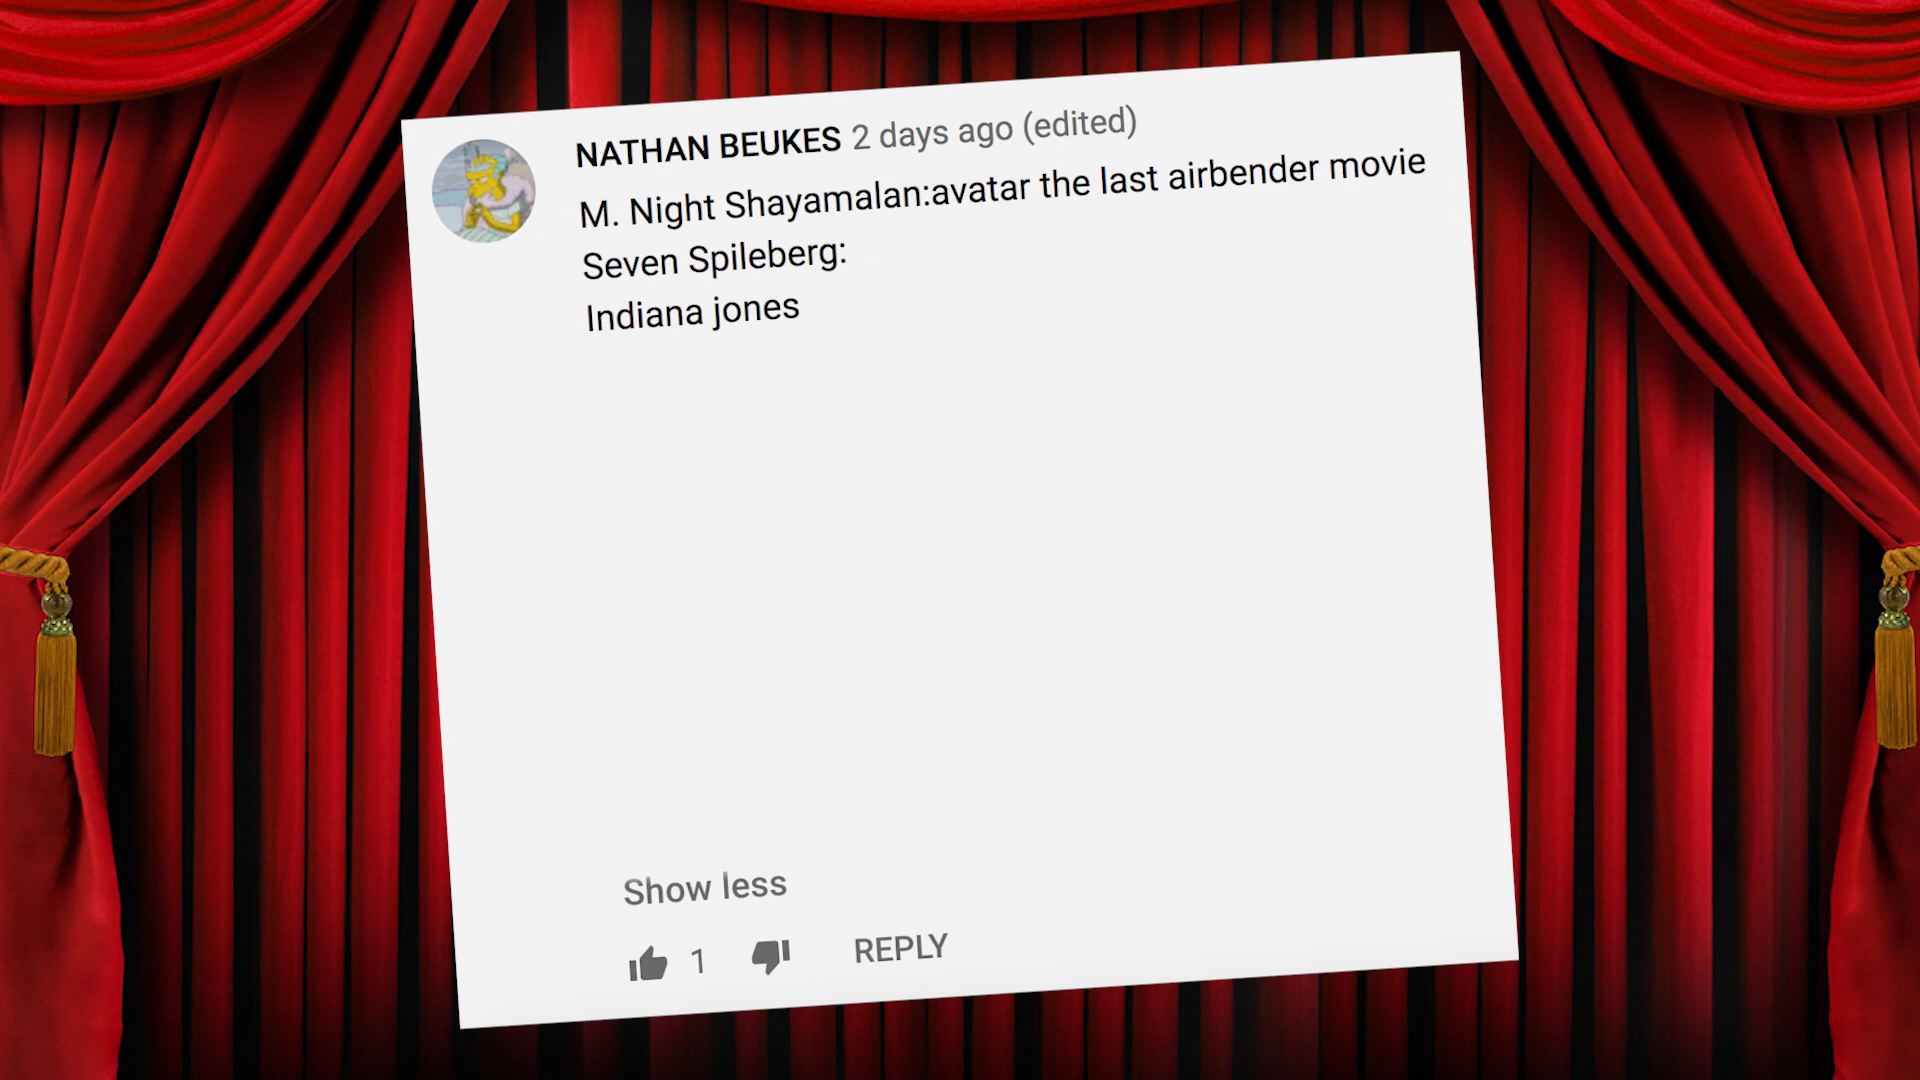 NATHAN BEUKES 2 days ago (edited)
M. Night Shayamalan:avatar the last airbender movie
Seven Spileberg:
Indiana jones
Show less
1 REPLY